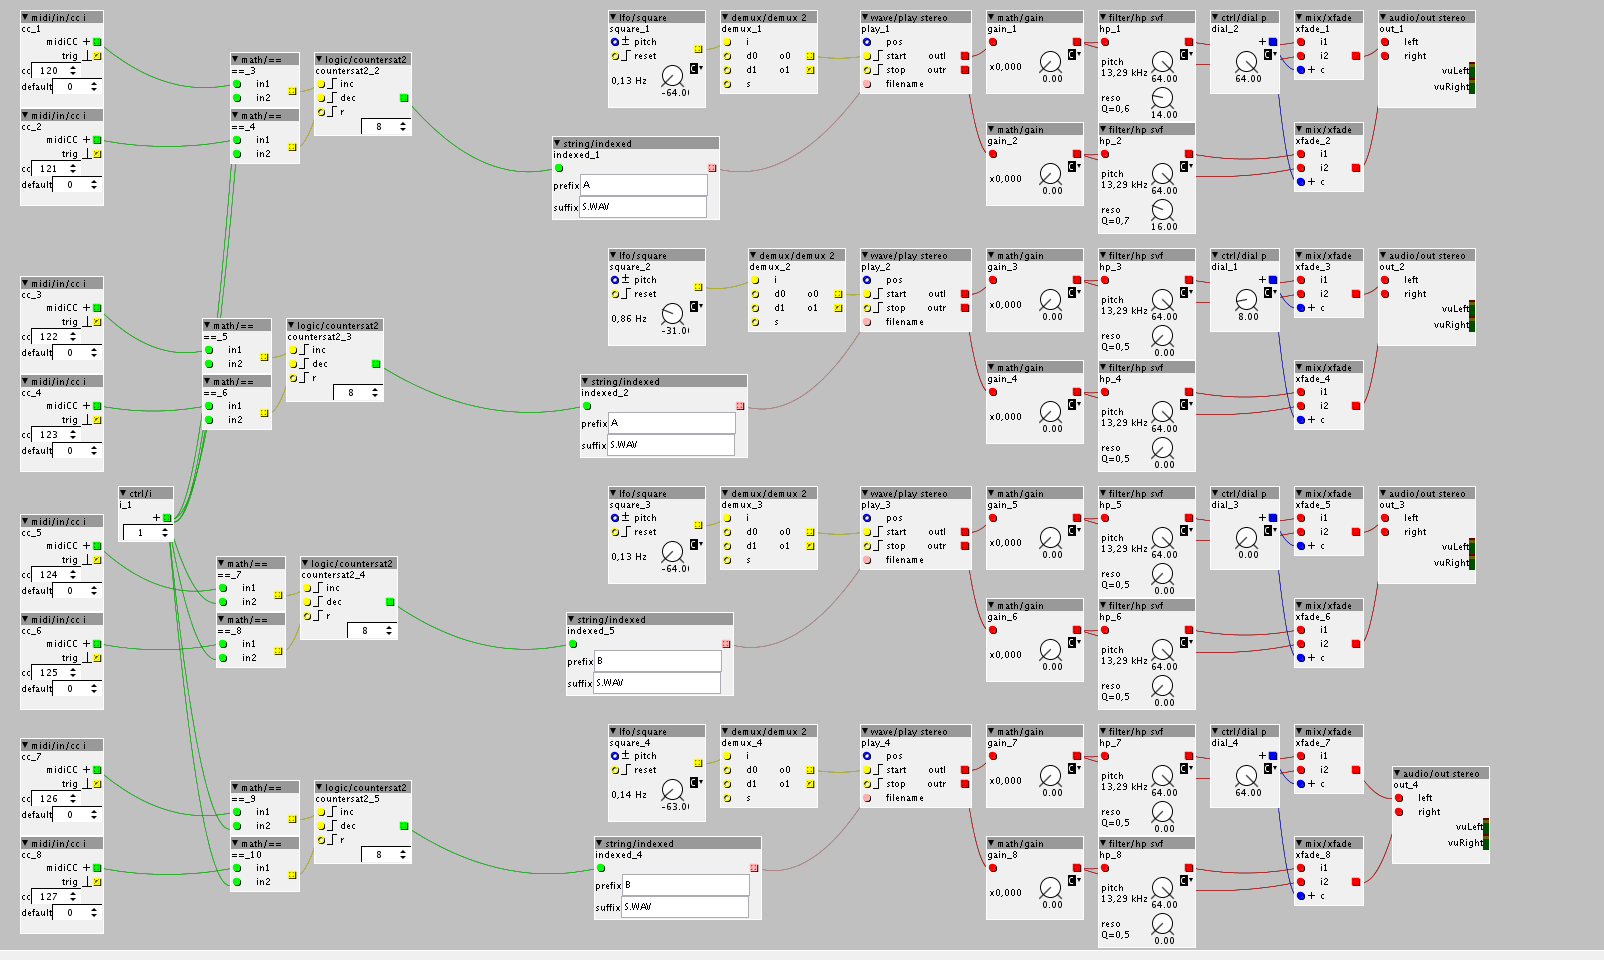 ▼ midi/in/cc i
cc_1
midiCC +
trig
cc 120
default 0
▼ midi/in/cc i
cc_2
midiCC +
trig
cc 121
default 0
▼ math/==
==_3
in1
in2
▼ math/==
==_4
in1
in2
▼ logic/countersat2
countersat2_2
inc
dec
r
8
▼ string/indexed
indexed_1
prefix A
suffix S.WAV
▼ lfo/square
square_1
± pitch
reset
0,13 Hz
C
-64.0
▼ demux/demux 2
demux_1
i
d0 o0
d1 o1
s
▼ wave/play stereo
play_1
pos
start outl
stop outr
filename
▼ math/gain
gain_1
C
x0,000
0.00
▼ filter/hp svf
hp_1
pitch
13,29 kHz
64.00
reso
Q=0,6
14.00
▼ ctrl/dial p
dial_2
+
C
64.00
▼ mix/xfade
xfade_1
i1
i2
+ c
▼ audio/out stereo
out_1
left
right
vuLeft
vuRight
▼ math/gain
gain_2
C
x0,000
0.00
▼ filter/hp svf
hp_2
pitch
13,29 kHz
C
64.00
reso
Q=0,7
16.00
▼ mix/xfade
xfade_2
i1
i2
+ c
▼ midi/in/cc i
cc_3
midiCC +
trig
cc 122
default 0
▼ midi/in/cc i
cc_4
midiCC +
trig
cc 123
default 0
▼ math/==
==_5
in1
in2
▼ math/==
==_6
in1
in2
▼ logic/countersat2
countersat2_3
inc
dec
r
8
▼ string/indexed
indexed_2
prefix A
suffix S.WAV
▼ lfo/square
square_2
± pitch
reset
0,86 Hz
C
-31.0
▼ demux/demux 2
demux_2
i
d0 o0
d1 o1
s
▼ wave/play stereo
play_2
pos
start outl
stop outr
filename
▼ math/gain
gain_3
C
x0,000
0.00
▼ filter/hp svf
hp_3
pitch
13,29 kHz
C
64.00
reso
Q=0,5
0.00
▼ ctrl/dial p
dial_1
+
C
8.00
▼ mix/xfade
xfade_3
i1
i2
+ c
▼ audio/out stereo
out_2
left
right
vuLeft
vuRight
▼ math/gain
gain_4
C
x0,000
0.00
▼ filter/hp svf
hp_4
pitch
13,29 kHz
C
64.00
reso
Q=0,5
0.00
▼ mix/xfade
xfade_4
i1
i2
+ c
▼ ctrl/i
i_1
+
1
▼ midi/in/cc i
cc_5
midiCC +
trig
cc 124
default 0
▼ midi/in/cc i
cc_6
midiCC +
trig
cc 125
default 0
▼ math/==
==_7
in1
in2
▼ math/==
==_8
in1
in2
▼ logic/countersat2
countersat2_4
inc
dec
r
8
▼ string/indexed
indexed_5
prefix B
suffix S.WAV
▼ lfo/square
square_3
± pitch
reset
0,13 Hz
C
-64.0
▼ demux/demux 2
demux_3
i
d0 o0
d1 o1
s
▼ wave/play stereo
play_3
pos
start outl
stop outr
filename
▼ math/gain
gain_5
C
x0,000
0.00
▼ filter/hp svf
hp_5
pitch
13,29 kHz
C
64.00
reso
Q=0,5
0.00
▼ ctrl/dial p
dial_3
+
C
0.00
▼ mix/xfade
xfade_5
i1
i2
+ c
▼ audio/out stereo
out_3
left
right
vuLeft
vuRight
▼ math/gain
gain_6
C
x0,000
0.00
▼ filter/hp svf
hp_6
pitch
13,29 kHz
C
64.00
reso
Q=0,5
0.00
▼ mix/xfade
xfade_6
i1
i2
+ c
▼ midi/in/cc i
cc_7
midiCC +
trig
cc 126
default 0
▼ midi/in/cc i
cc_8
midiCC +
trig
cc 127
default 0
▼ math/==
==_9
in1
in2
▼ math/==
==_10
in1
in2
▼ logic/countersat2
countersat2_5
inc
dec
r
8
▼ string/indexed
indexed_4
prefix B
suffix S.WAV
▼ lfo/square
square_4
± pitch
reset
0,14 Hz
C
-63.0
▼ demux/demux 2
demux_4
i
d0 o0
d1 o1
s
▼ wave/play stereo
play_4
pos
start outl
stop outr
filename
▼ math/gain
gain_7
C
x0,000
0.00
▼ filter/hp svf
hp_7
pitch
13,29 kHz
C
64.00
reso
Q=0,5
0.00
▼ ctrl/dial p
dial_4
+
C
64.00
▼ mix/xfade
xfade_7
i1
i2
+ c
▼ audio/out stereo
out_4
left
right
vuLeft
vuRight
▼ math/gain
gain_8
C
x0,000
0.00
▼ filter/hp svf
hp_8
pitch
13,29 kHz
C
64.00
reso
Q=0,5
0.00
▼ mix/xfade
xfade_8
i1
i2
+ c